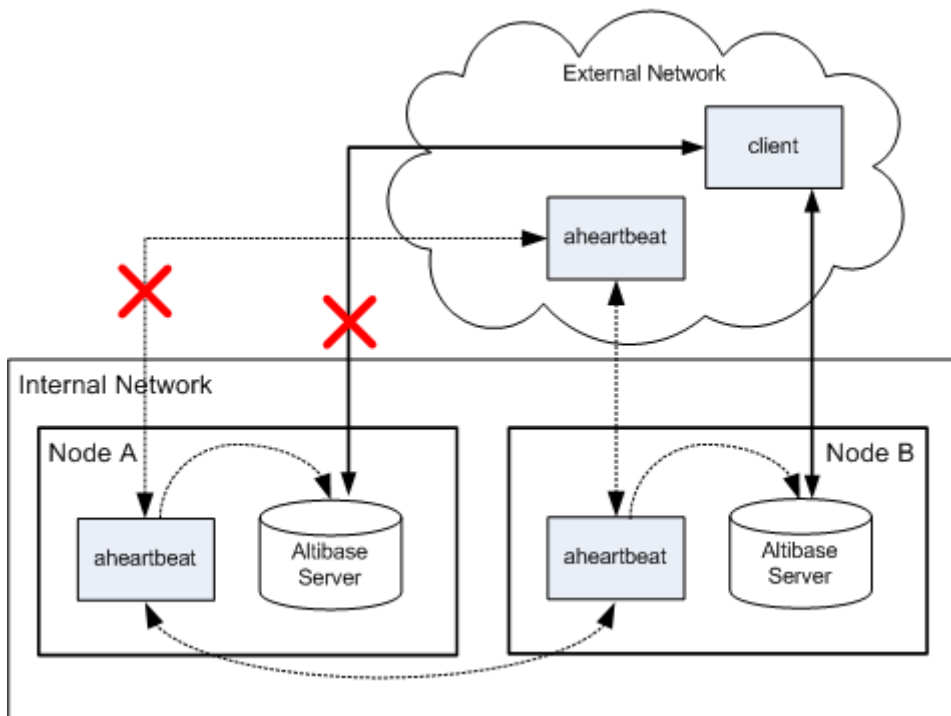 External Network
client
aheartbeat
Internal Network
Node A
aheartbeat
Altibase
Server
Node B
aheartbeat
Altibase
Server